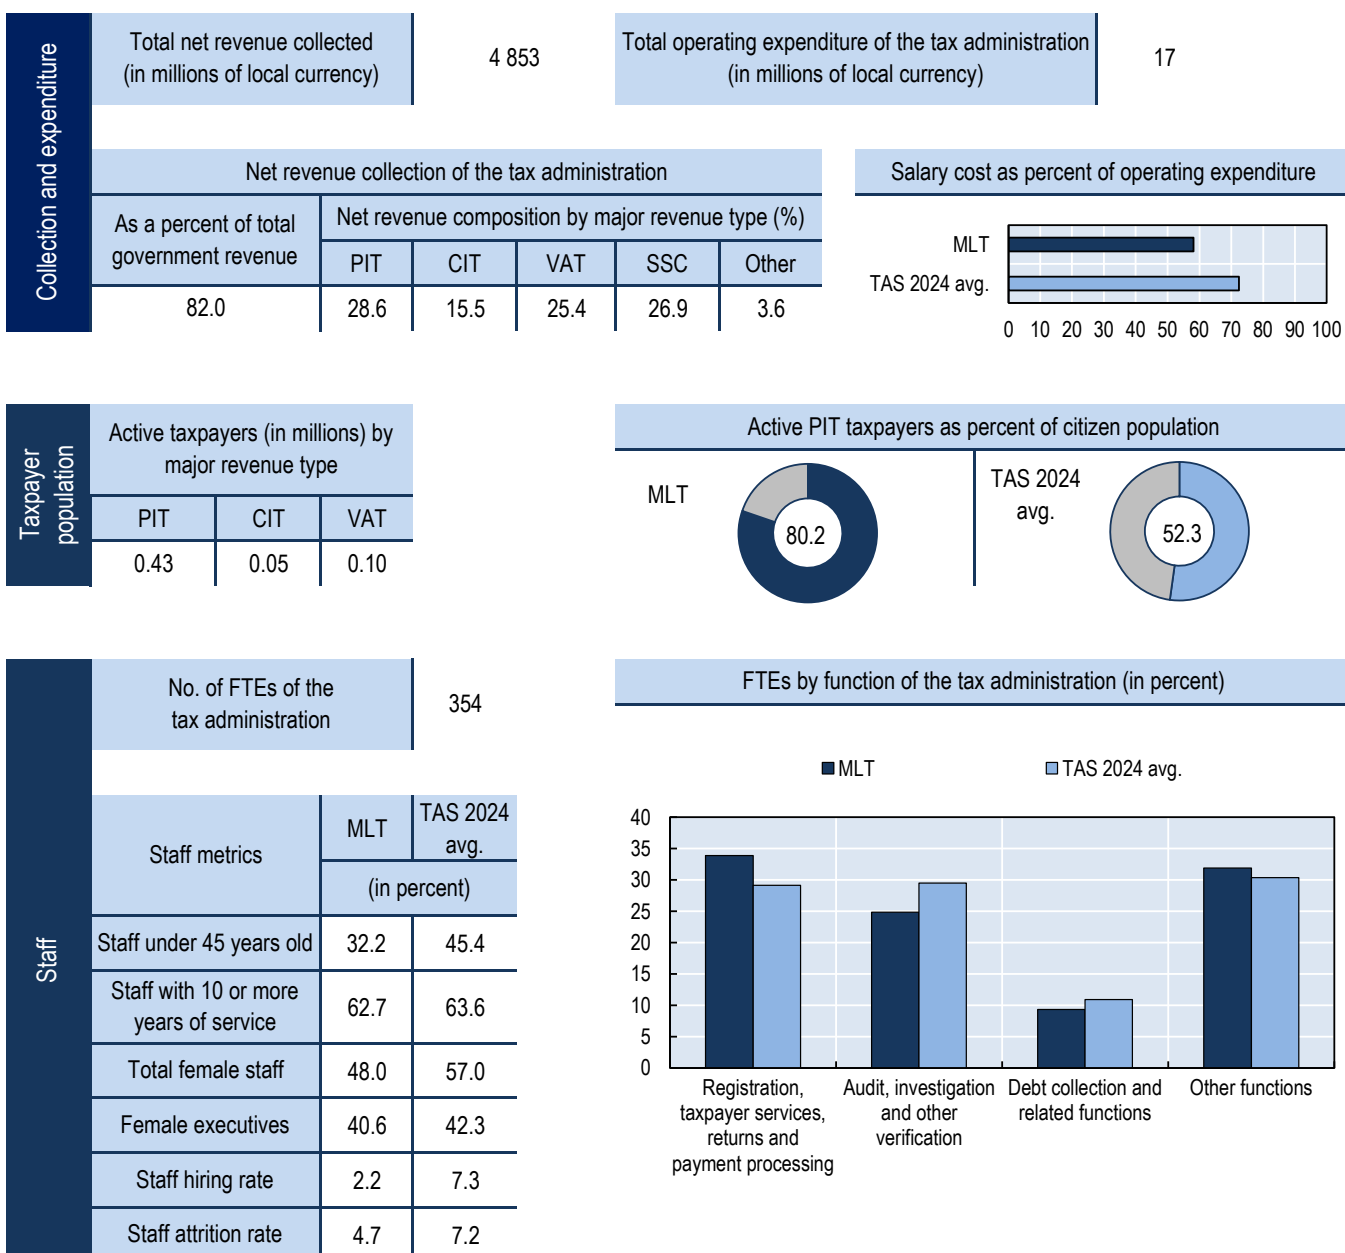 Collection and expenditure
Total net revenue collected
(in millions of local currency)
4 853
Total operating expenditure of the tax administration
(in millions of local currency)
17
Net revenue collection of the tax administration
As a percent of total
government revenue
Net revenue composition by major revenue type (%)
PIT CIT VAT SSC Other
82.0 28.6 15.5 25.4 26.9 3.6
Salary cost as percent of operating expenditure
MLT
TAS 2024 avg.
0 10 20 30 40 50 60 70 80 90 100
Taxpayer
population
Active taxpayers (in millions) by
major revenue type
PIT CIT VAT
0.43 0.05 0.10
Active PIT taxpayers as percent of citizen population
MLT
80.2
TAS 2024
avg.
52.3
Staff
No. of FTEs of the
tax administration
354
Staff metrics
MLT
TAS 2024
avg.
(in percent)
Staff under 45 years old 32.2 45.4
Staff with 10 or more
years of service
62.7 63.6
Total female staff 48.0 57.0
Female executives 40.6 42.3
Staff hiring rate 2.2 7.3
Staff attrition rate 4.7 7.2
FTEs by function of the tax administration (in percent)
MLT TAS 2024 avg.
40
35
30
25
20
15
10
5
0
Registration,
taxpayer services,
returns and
payment processing
Audit, investigation
and other
verification
Debt collection and
related functions
Other functions